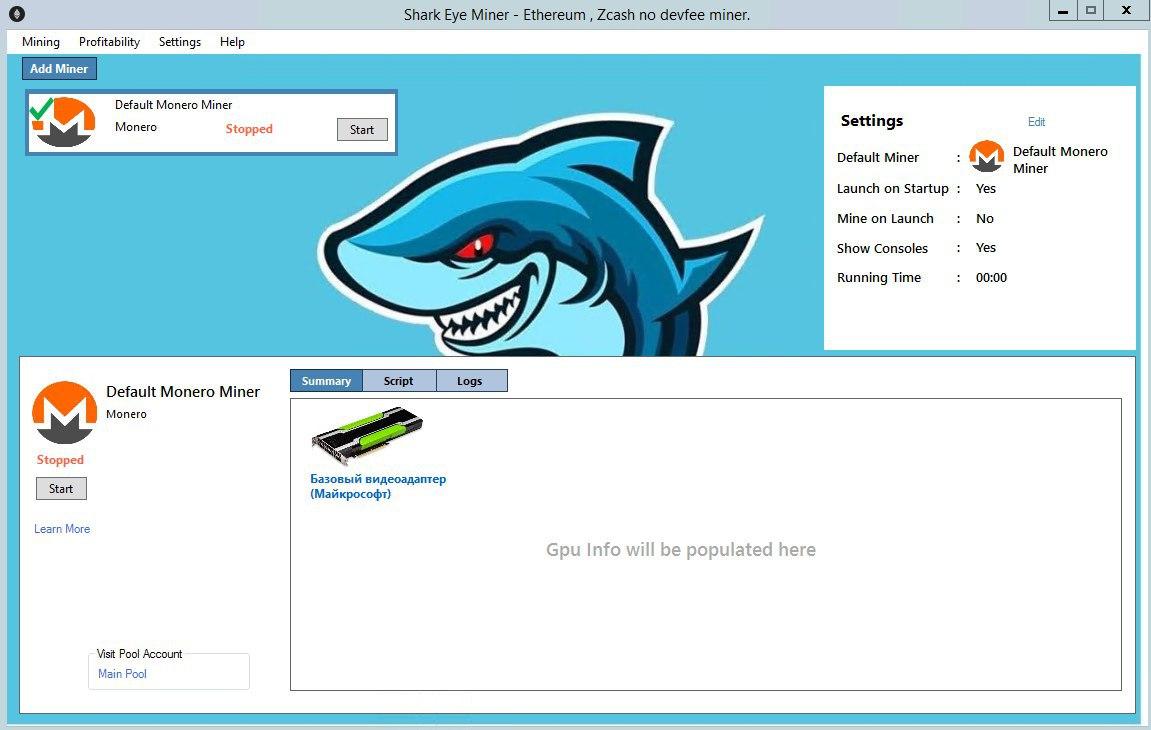 Shark Eye Miner - Ethereum , Zcash no devfee miner.
Mining Profitability Settings Help
Add Miner
Default Monero Miner
Monero Stopped Start
Settings Edit
Default Miner : Default Monero
Miner
Launch on Startup : Yes
Mine on Launch : No
Show Consoles : Yes
Running Time : 00:00
Default Monero Miner
Monero
Stopped
Start
Learn More
Visit Pool Account
Main Pool
Summary Script Logs
Базовый видеоадаптер
(Майкрософт)
Gpu Info will be populated here